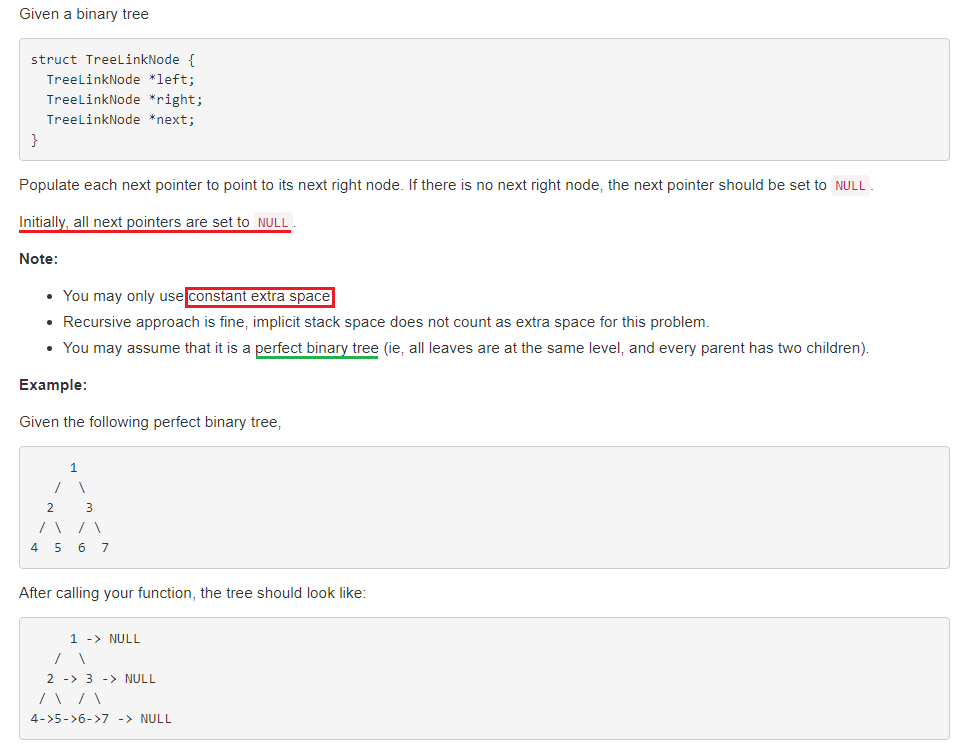 Given a binary tree
struct TreeLinkNode {
  TreeLinkNode *left;
  TreeLinkNode *right;
  TreeLinkNode *next;
}
Populate each next pointer to point to its next right node. If there is no next right node, the next pointer should be set to NULL.
Initially, all next pointers are set to NULL.
Note:
• You may only use constant extra space.
• Recursive approach is fine, implicit stack space does not count as extra space for this problem.
• You may assume that it is a perfect binary tree (ie, all leaves are at the same level, and every parent has two children).
Example:
Given the following perfect binary tree,
     1
   /  \
  2    3
 / \  / \
4  5  6  7
After calling your function, the tree should look like:
     1 -> NULL
   /  \
  2 -> 3 -> NULL
 / \  / \
4->5->6->7 -> NULL